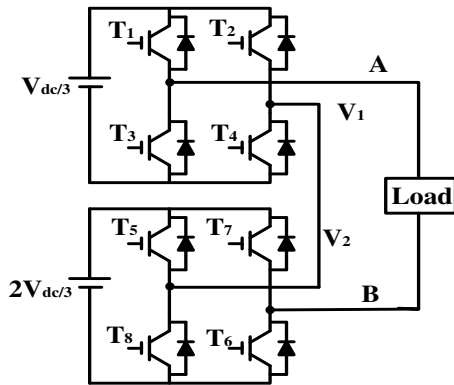 T1 T2
A
Vdc/3
V1
T3 T4
Load
T5 T7
V2
2Vdc/3
B
T8 T6